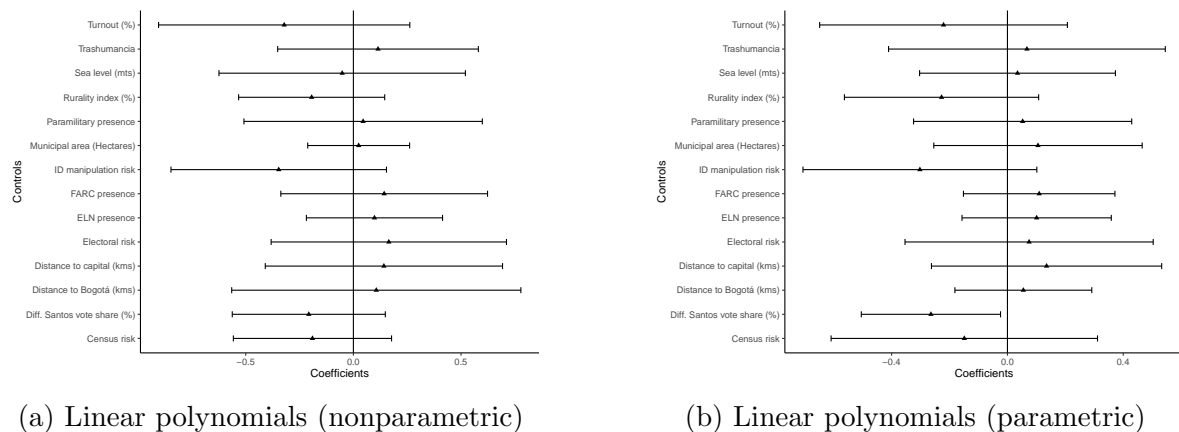 Turnout (%)
Trashumancia
Sea level (mts)
Rurality index (%)
Paramilitary presence
Municipal area (Hectares)
ID manipulation risk
FARC presence
ELN presence
Electoral risk
Distance to capital (kms)
Distance to Bogotá (kms)
Diff. Santos vote share (%)
Census risk
Controls
−0.5 0.0 0.5
Coefficients
(a) Linear polynomials (nonparametric)
Turnout (%)
Trashumancia
Sea level (mts)
Rurality index (%)
Paramilitary presence
Municipal area (Hectares)
ID manipulation risk
FARC presence
ELN presence
Electoral risk
Distance to capital (kms)
Distance to Bogotá (kms)
Diff. Santos vote share (%)
Census risk
Controls
−0.4 0.0 0.4
Coefficients
(b) Linear polynomials (parametric)